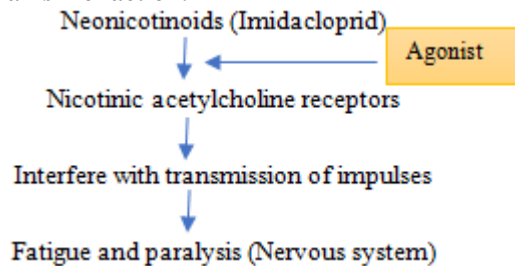 Neonicotinoids (Imidacloprid)
Agonist
Nicotinic acetylcholine receptors
Interfere with transmission of impulses
Fatigue and paralysis (Nervous system)